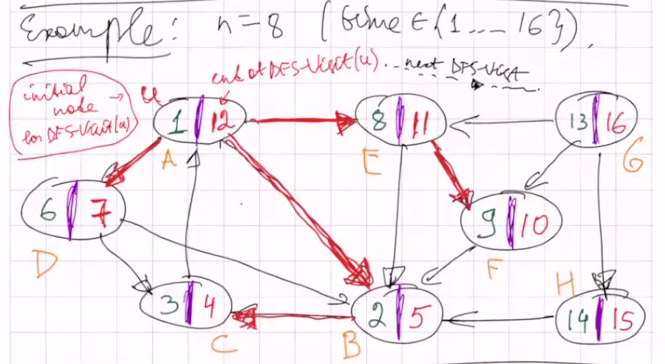 Example: n=8 (time ∈ {1 ... 16}).
end of DFS-Visit(u). .. next DFS-Visit
initial node → u
for DFS-Visit(u)
1 | 12
8 | 11
13 | 16
A
E
G
6 | 7
9 | 10
D
F
H
3 | 4
2 | 5
14 | 15
C
B